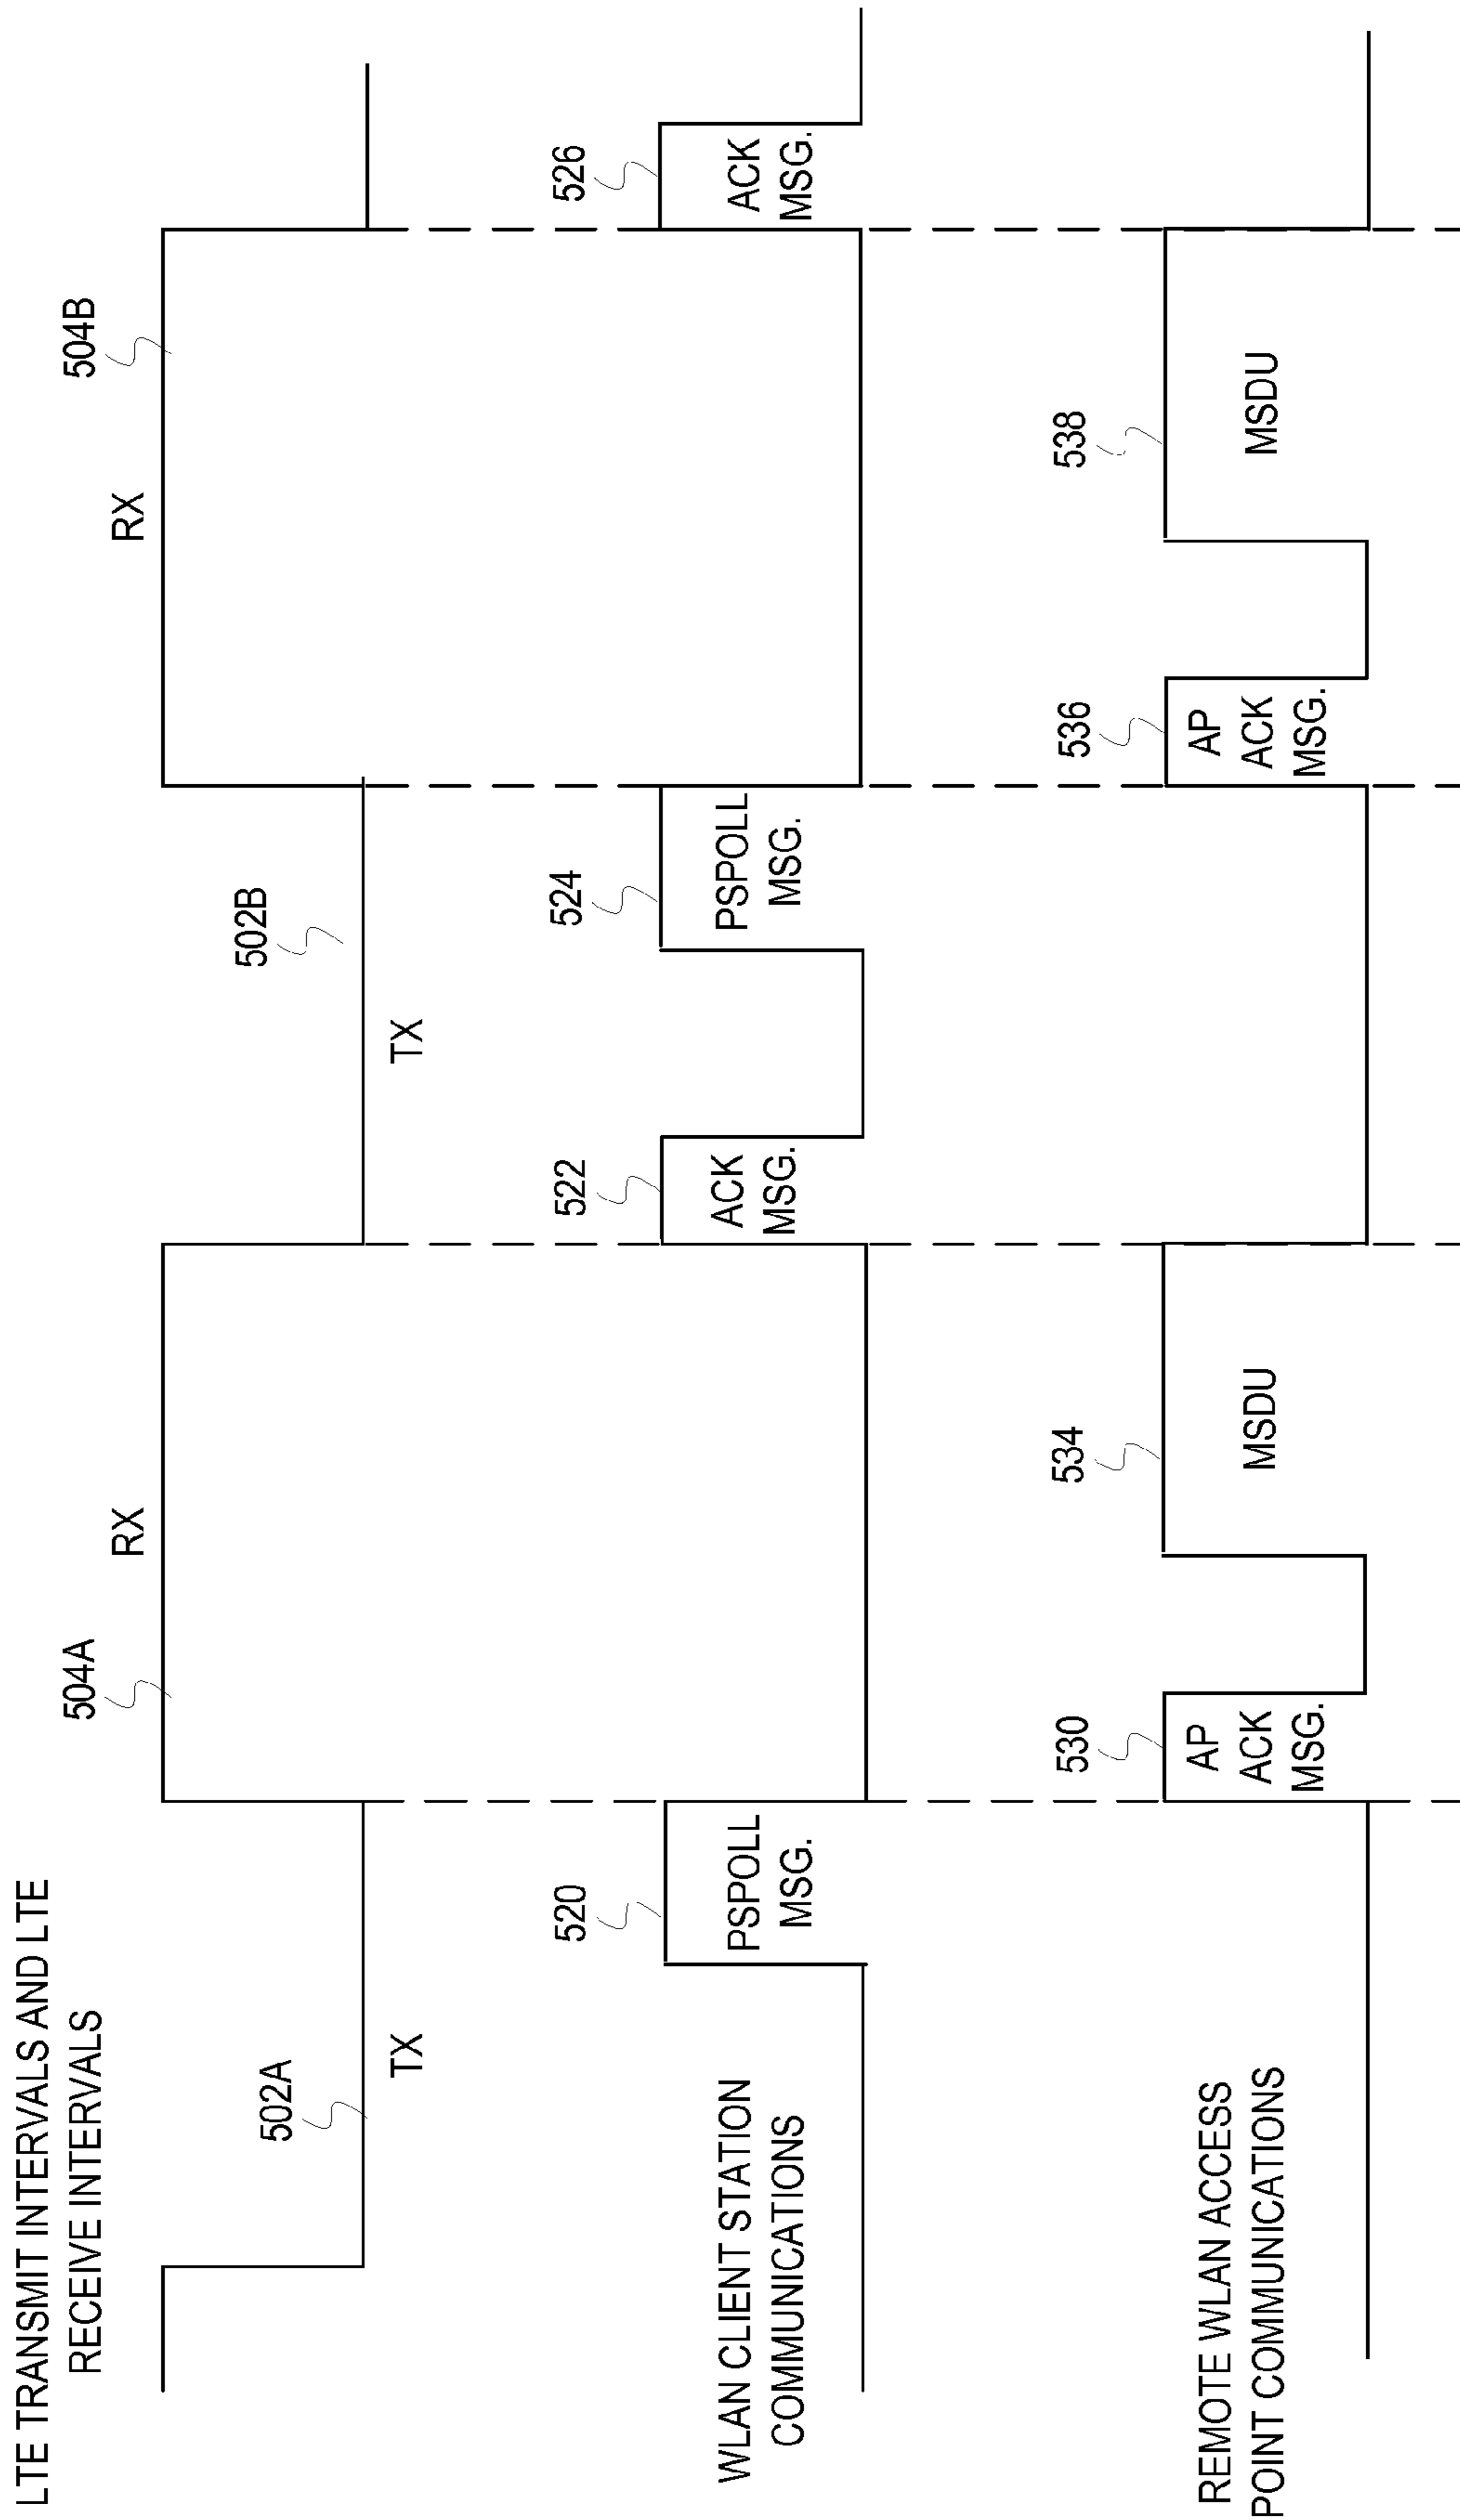 LTE TRANSMIT INTERVALS AND LTE
RECEIVE INTERVALS
504A
RX
504B
RX
502A
TX
502B
TX
WLAN CLIENT STATION
COMMUNICATIONS
520
PSPOLL
MSG.
522
ACK
MSG.
524
PSPOLL
MSG.
526
ACK
MSG.
REMOTE WLAN ACCESS
POINT COMMUNICATIONS
530
AP
ACK
MSG.
534
MSDU
536
AP
ACK
MSG.
538
MSDU